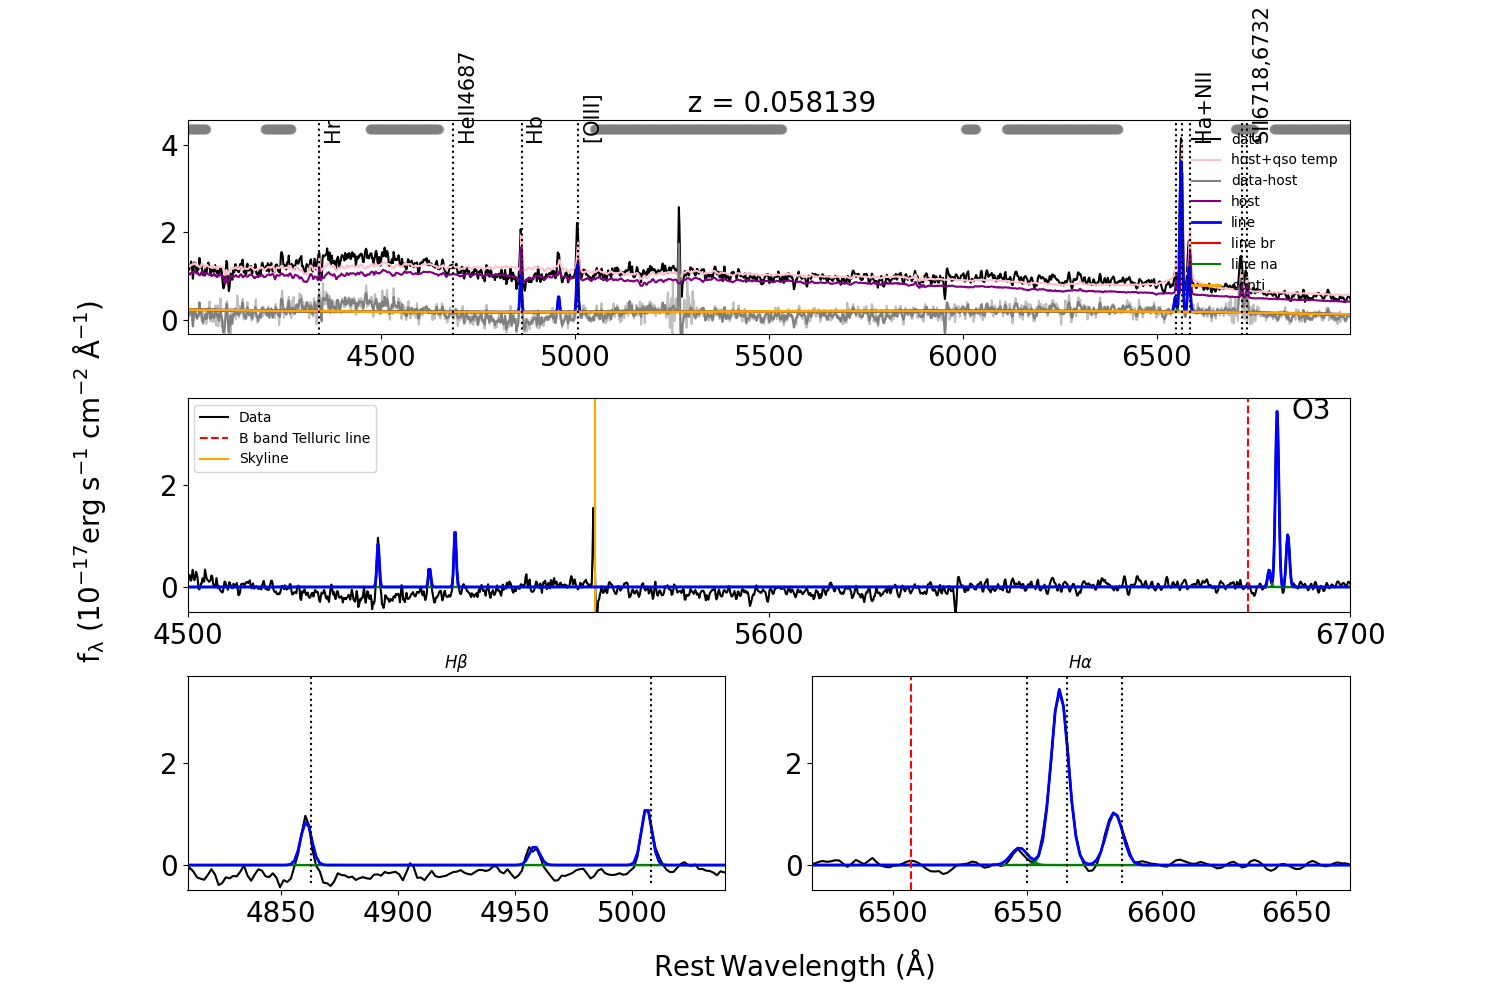 z = 0.058139
Hr
HeII4687
Hb
[OIII]
Ha+NII
SII6718,6732
4
2
0
data
host+qso temp
data-host
host
line
line br
line na
conti
4500 5000 5500 6000 6500
fλ (10⁻¹⁷erg s⁻¹ cm⁻² Å⁻¹)
Data
B band Telluric line
Skyline
O3
2
0
4500 5600 6700
Hβ
2
0
4850 4900 4950 5000
Hα
2
0
6500 6550 6600 6650
Rest Wavelength (Å)